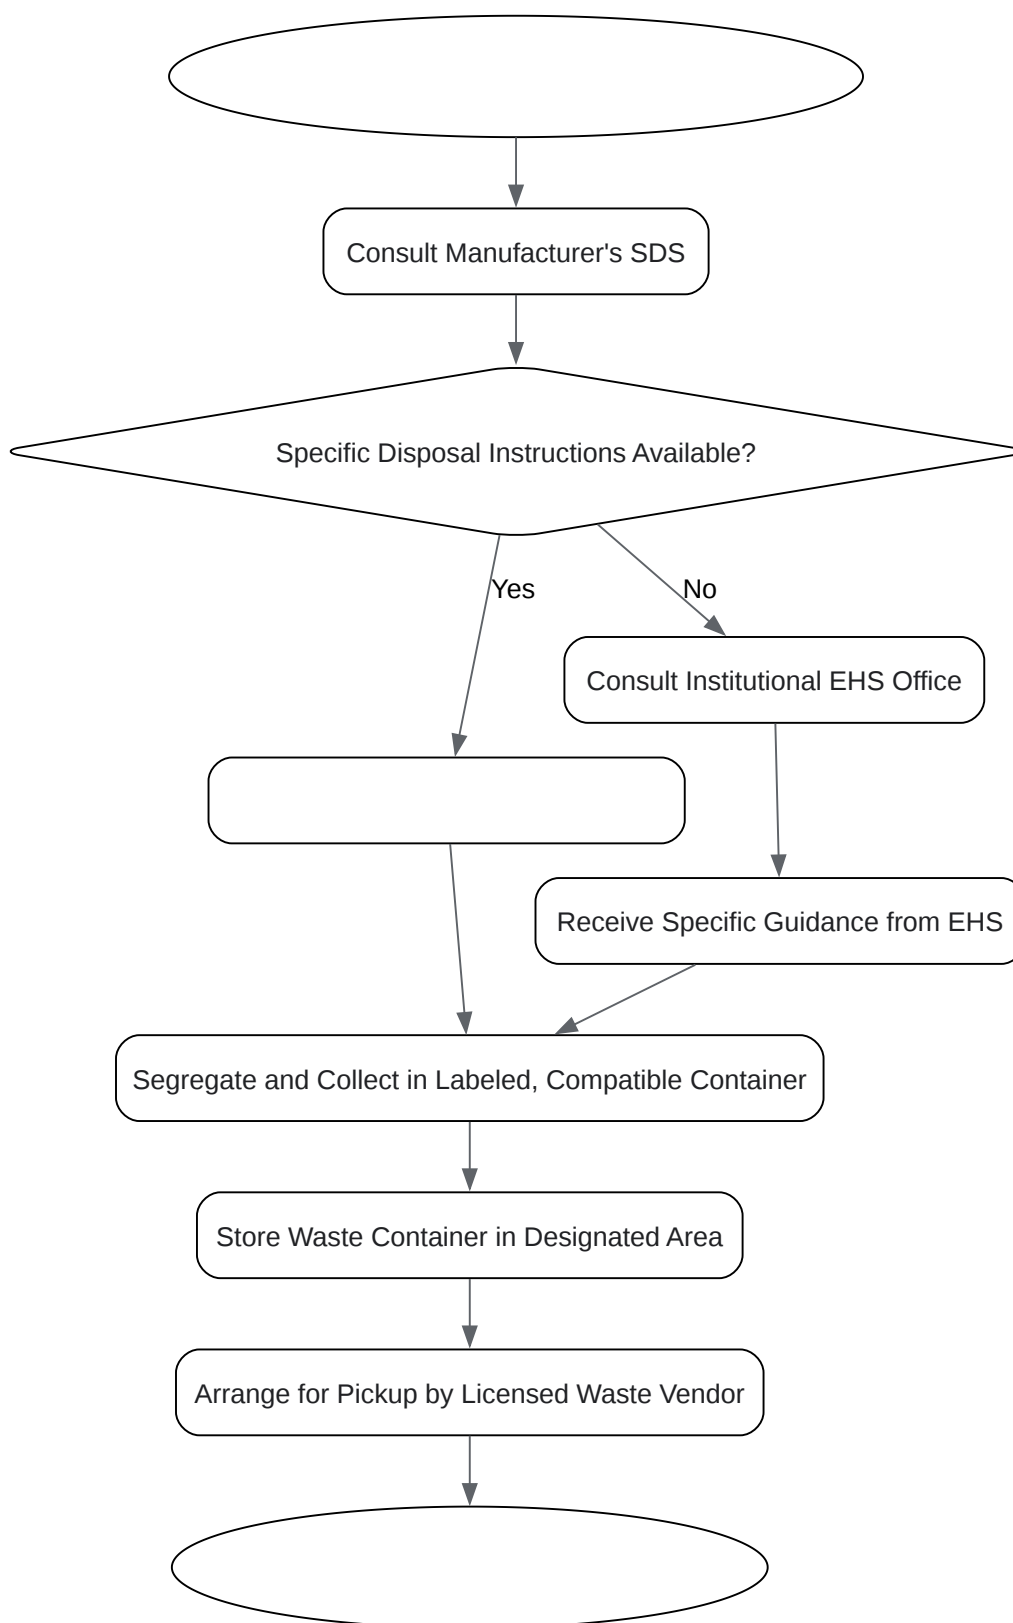 Consult Manufacturer's SDS
Specific Disposal Instructions Available?
Yes
No
Consult Institutional EHS Office
Receive Specific Guidance from EHS
Segregate and Collect in Labeled, Compatible Container
Store Waste Container in Designated Area
Arrange for Pickup by Licensed Waste Vendor